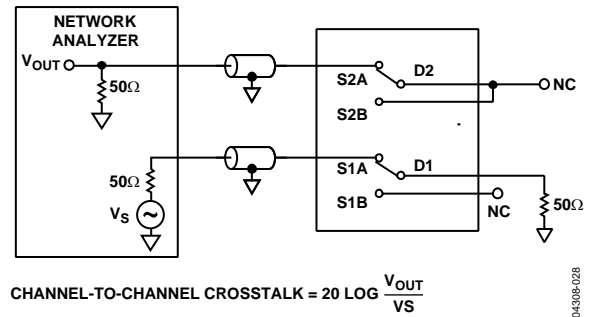 NETWORK
ANALYZER
VOUT
50Ω
S2A
D2
NC
S2B
50Ω
VS
S1A
D1
S1B
NC
50Ω
CHANNEL-TO-CHANNEL CROSSTALK = 20 LOG VOUT
VS
04308-028